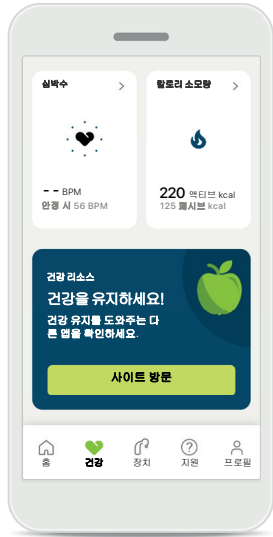 심박수
칼로리 소모량
- - BPM
안정 시 56 BPM
220 액티브 kcal
125 패시브 kcal
건강 리소스
건강을 유지하세요!
건강 유지를 도와주는 다
른 앱을 확인하세요.
사이트 방문
홈
건강
장치
지원
프로필